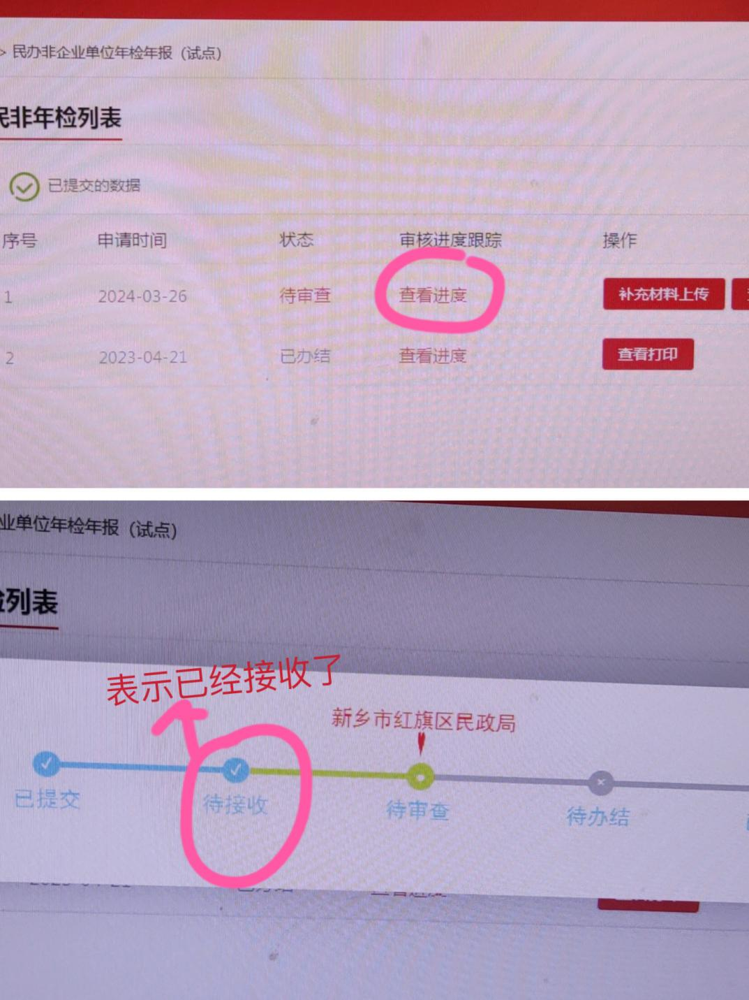 > 民办非企业单位年检年报（试点）
民非年检列表
已提交的数据
序号 申请时间 状态 审核进度跟踪 操作
1 2024-03-26 待审查 查看进度 补充材料上传
2 2023-04-21 已办结 查看进度 查看打印
业单位年检年报（试点）
检列表
表示已经接收了
新乡市红旗区民政局
已提交 待接收 待审查 待办结